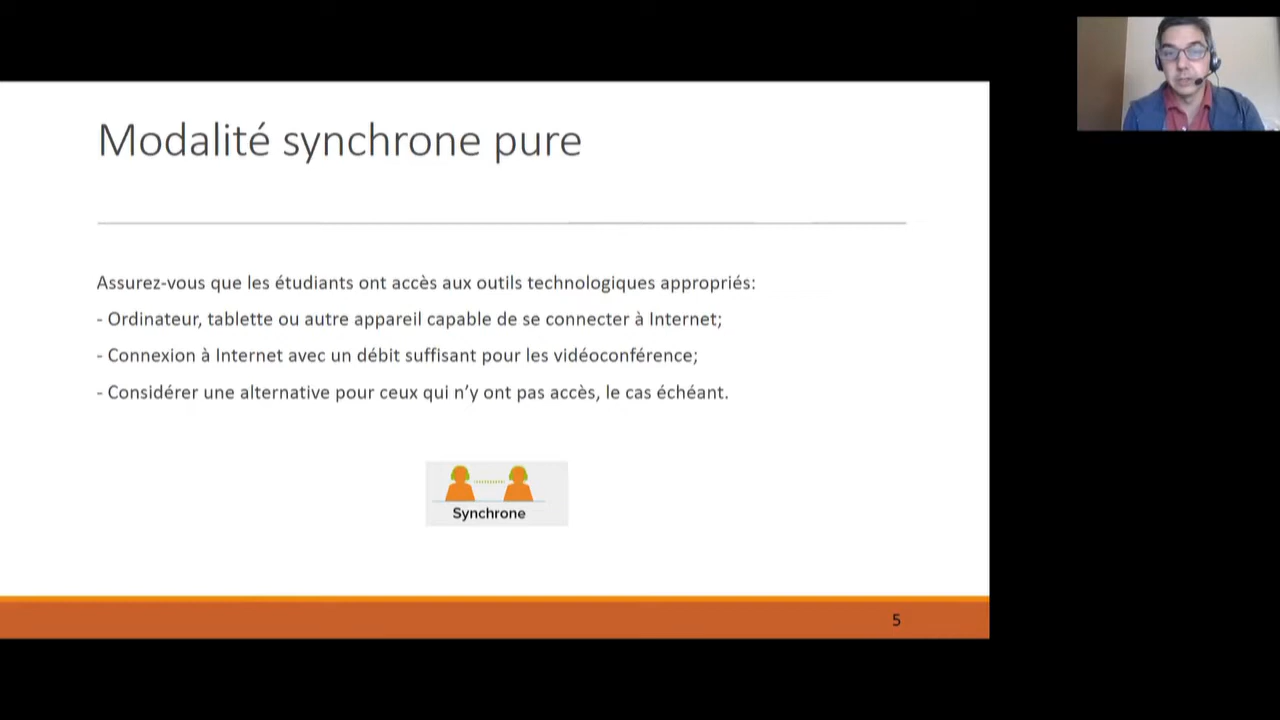 Modalité synchrone pure
Assurez-vous que les étudiants ont accès aux outils technologiques appropriés:
- Ordinateur, tablette ou autre appareil capable de se connecter à Internet;
- Connexion à Internet avec un débit suffisant pour les vidéoconférence;
- Considérer une alternative pour ceux qui n’y ont pas accès, le cas échéant.
Synchrone
5